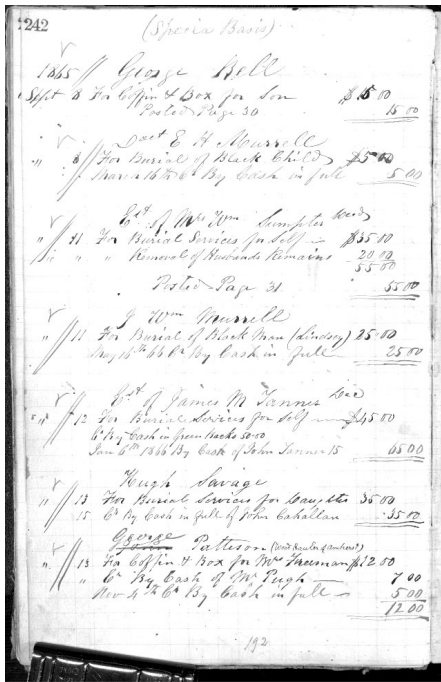 242
(Specia Basis)
1865 // George Bell
Sept 8 For Coffin & Box for Son $15 00
Posted Page 30 15 00
Doct E H Murrell
" 8 For Burial of Black Child $5 00
March 16th By Cash in full 5 00
Est of Mrs Wm Sumpter
" // 11 For Burial Services for Self $35 00
" " " Removal of Husbands Remains 20 00
55 00
Posted Page 31 55 00
J Wm Murrell
" // 11 For Burial of Black Man (Lindsey) 25 00
May 16th 66 Cr By Cash in full 25 00
Est of James M Tanner Dec
" // 12 For Burial Services for Self $45 00
Cr By Cash in Green Backs 50 00
Jan 6th 1866 By Cash of John Tanner 15 65 00
Hugh Savage
" // 13 For Burial Services for Daughter 35 00
15 Cr By Cash in full of John Cahallan 35 00
George Patteson
" // 13 For Coffin & Box for Mr Freeman $12 00
" Cr By Cash of Mr Pugh 7 00
Nov 4th Cr By Cash in full 5 00
12 00
192